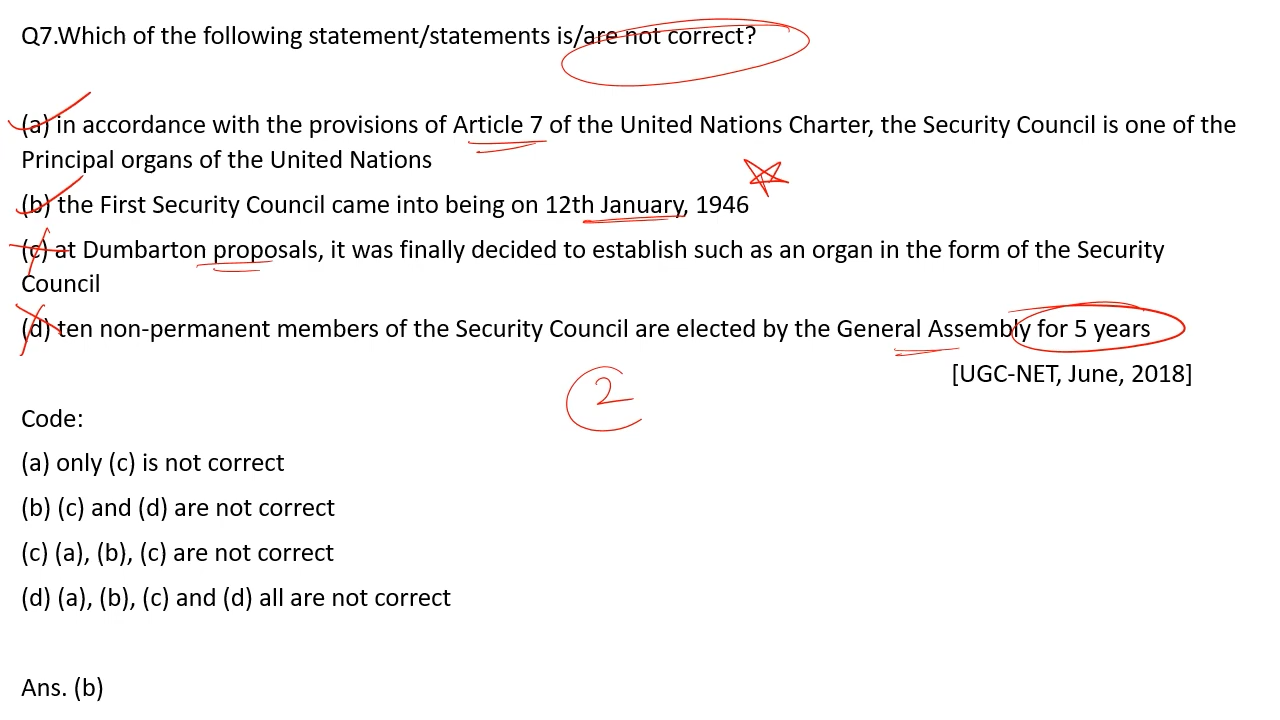 Q7.Which of the following statement/statements is/are not correct?
(a) in accordance with the provisions of Article 7 of the United Nations Charter, the Security Council is one of the
Principal organs of the United Nations
(b) the First Security Council came into being on 12th January, 1946
(c) at Dumbarton proposals, it was finally decided to establish such as an organ in the form of the Security
Council
(d) ten non-permanent members of the Security Council are elected by the General Assembly for 5 years
[UGC-NET, June, 2018]
2
Code:
(a) only (c) is not correct
(b) (c) and (d) are not correct
(c) (a), (b), (c) are not correct
(d) (a), (b), (c) and (d) all are not correct
Ans. (b)